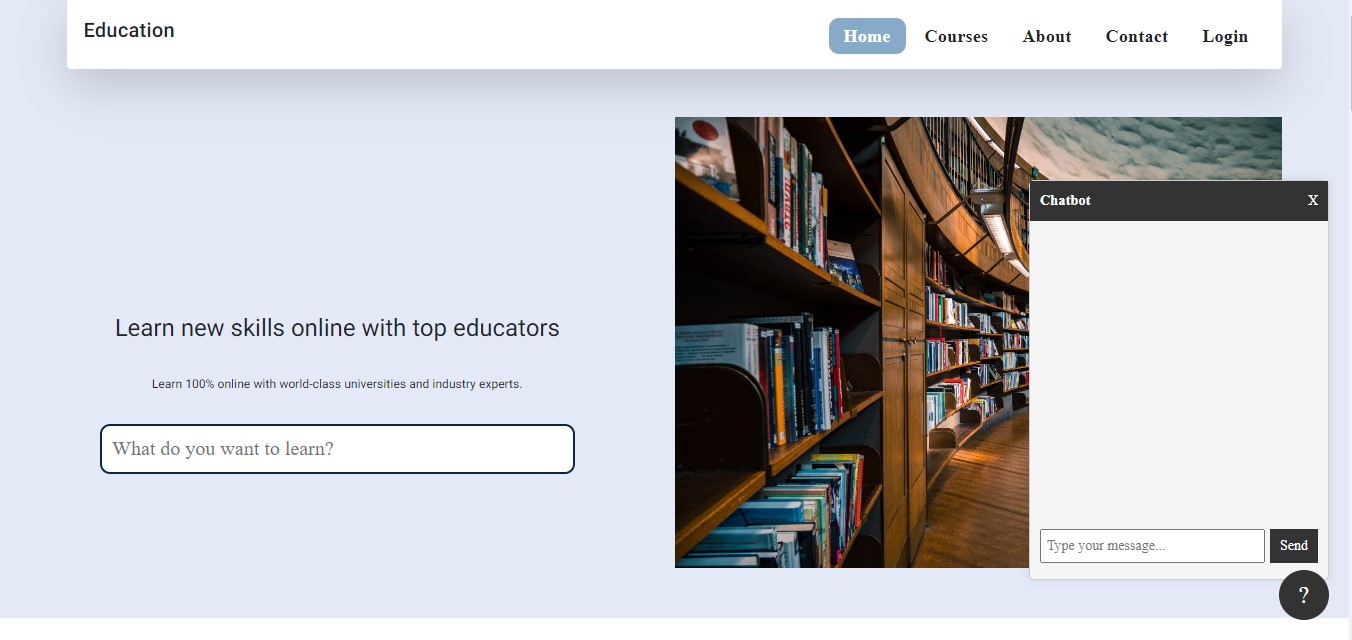 Education
Home Courses About Contact Login
Chatbot X
Learn new skills online with top educators
Learn 100% online with world-class universities and industry experts.
What do you want to learn?
Type your message... Send
?